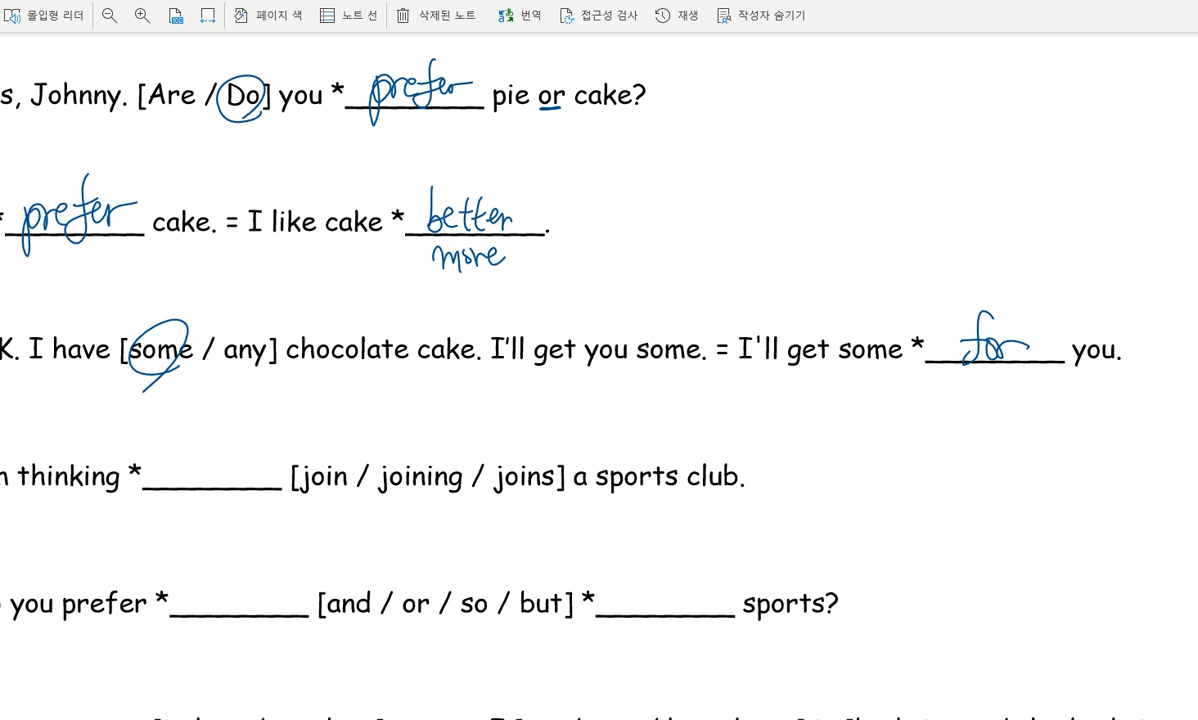 몰입형 리더 페이지 색 노트 선 삭제된 노트 번역 접근성 검사 재생 작성자 숨기기
s, Johnny. [Are / Do] you * prefer pie or cake?
* prefer cake. = I like cake * better.
more
K. I have [some / any] chocolate cake. I'll get you some. = I'll get some * for you.
thinking *__________ [join / joining / joins] a sports club.
you prefer *__________ [and / or / so / but] *__________ sports?